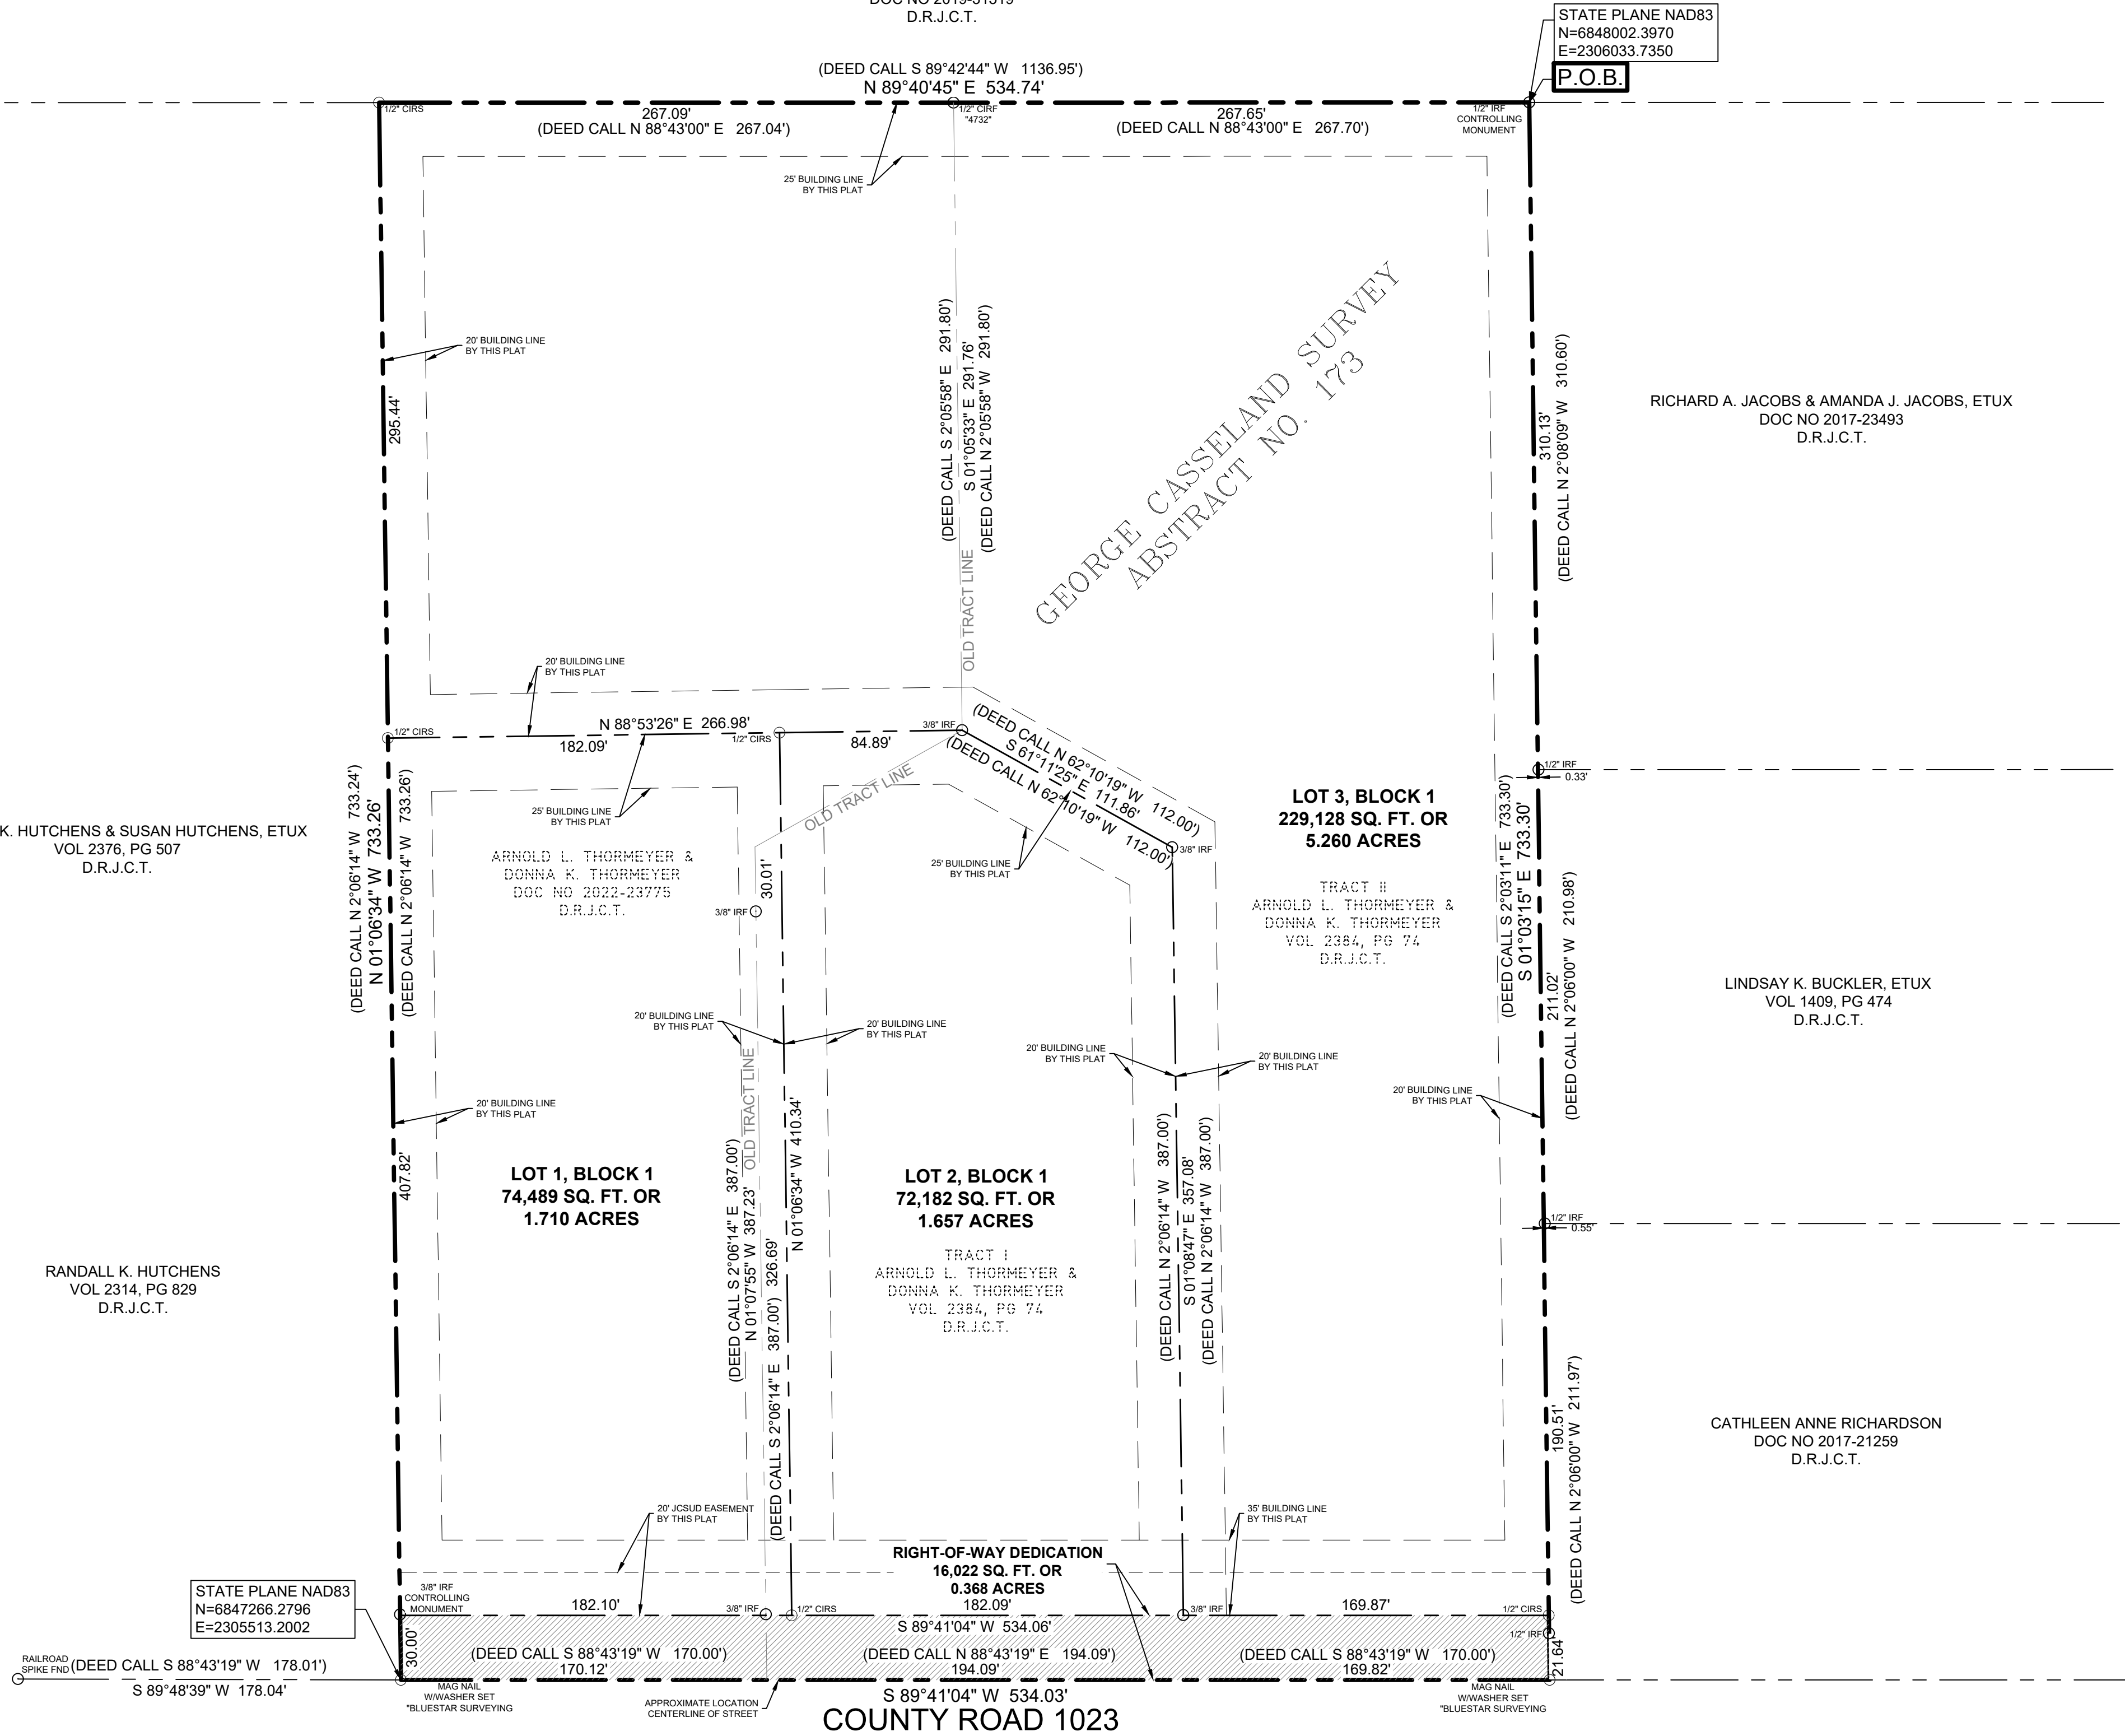 DOC NO 2019-31519
D.R.J.C.T.
STATE PLANE NAD83
N=6848002.3970
E=2306033.7350
P.O.B.
(DEED CALL S 89°42'44" W 1136.95')
N 89°40'45" E 534.74'
1/2" CIRS
267.09'
(DEED CALL N 88°43'00" E 267.04')
1/2" CIRF
"4732"
267.65'
(DEED CALL N 88°43'00" E 267.70')
1/2" IRF
CONTROLLING
MONUMENT
25' BUILDING LINE
BY THIS PLAT
20' BUILDING LINE
BY THIS PLAT
295.44'
(DEED CALL S 2°05'58" E 291.80')
S 01°05'33" E 291.76'
(DEED CALL N 2°05'58" W 291.80')
OLD TRACT LINE
GEORGE CASSELAND SURVEY
ABSTRACT NO. 173
310.13'
(DEED CALL N 2°08'09" W 310.60')
RICHARD A. JACOBS & AMANDA J. JACOBS, ETUX
DOC NO 2017-23493
D.R.J.C.T.
20' BUILDING LINE
BY THIS PLAT
1/2" CIRS
N 88°53'26" E 266.98'
182.09'
1/2" CIRS
84.89'
3/8" IRF
(DEED CALL N 62°10'19" W 112.00')
S 61°11'25" E 111.86'
(DEED CALL N 62°10'19" W 112.00')
3/8" IRF
OLD TRACT LINE
25' BUILDING LINE
BY THIS PLAT
25' BUILDING LINE
BY THIS PLAT
1/2" IRF
0.33'
LOT 3, BLOCK 1
229,128 SQ. FT. OR
5.260 ACRES
TRACT II
ARNOLD L. THORMEYER &
DONNA K. THORMEYER
VOL 2384, PG 74
D.R.J.C.T.
(DEED CALL S 2°03'11" E 733.30')
S 01°03'15" E 733.30'
211.02'
(DEED CALL N 2°06'00" W 210.98')
K. HUTCHENS & SUSAN HUTCHENS, ETUX
VOL 2376, PG 507
D.R.J.C.T.
(DEED CALL N 2°06'14" W 733.24')
N 01°06'34" W 733.26'
(DEED CALL N 2°06'14" W 733.26')
ARNOLD L. THORMEYER &
DONNA K. THORMEYER
DOC NO 2022-23775
D.R.J.C.T.
30.01'
3/8" IRF
LINDSAY K. BUCKLER, ETUX
VOL 1409, PG 474
D.R.J.C.T.
20' BUILDING LINE
BY THIS PLAT
20' BUILDING LINE
BY THIS PLAT
20' BUILDING LINE
BY THIS PLAT
20' BUILDING LINE
BY THIS PLAT
20' BUILDING LINE
BY THIS PLAT
20' BUILDING LINE
BY THIS PLAT
407.82'
LOT 1, BLOCK 1
74,489 SQ. FT. OR
1.710 ACRES
(DEED CALL S 2°06'14" E 387.00')
N 01°07'55" W 387.23'
OLD TRACT LINE
(DEED CALL S 2°06'14" E 387.00') 326.69'
N 01°06'34" W 410.34'
LOT 2, BLOCK 1
72,182 SQ. FT. OR
1.657 ACRES
TRACT I
ARNOLD L. THORMEYER &
DONNA K. THORMEYER
VOL 2384, PG 74
D.R.J.C.T.
(DEED CALL N 2°06'14" W 387.00')
S 01°08'47" E 357.08'
(DEED CALL N 2°06'14" W 387.00')
1/2" IRF
0.55'
RANDALL K. HUTCHENS
VOL 2314, PG 829
D.R.J.C.T.
CATHLEEN ANNE RICHARDSON
DOC NO 2017-21259
D.R.J.C.T.
190.51'
(DEED CALL N 2°06'00" W 211.97')
20' JCSUD EASEMENT
BY THIS PLAT
35' BUILDING LINE
BY THIS PLAT
RIGHT-OF-WAY DEDICATION
16,022 SQ. FT. OR
0.368 ACRES
STATE PLANE NAD83
N=6847266.2796
E=2305513.2002
3/8" IRF
CONTROLLING
MONUMENT
182.10'
3/8" IRF
1/2" CIRS
182.09'
3/8" IRF
169.87'
1/2" CIRS
S 89°41'04" W 534.06'
1/2" IRF
30.00'
(DEED CALL S 88°43'19" W 170.00')
170.12'
(DEED CALL N 88°43'19" E 194.09')
194.09'
(DEED CALL S 88°43'19" W 170.00')
169.82'
21.64'
RAILROAD
SPIKE FND
(DEED CALL S 88°43'19" W 178.01')
S 89°48'39" W 178.04'
MAG NAIL
W/WASHER SET
"BLUESTAR SURVEYING
APPROXIMATE LOCATION
CENTERLINE OF STREET
S 89°41'04" W 534.03'
MAG NAIL
W/WASHER SET
"BLUESTAR SURVEYING
COUNTY ROAD 1023